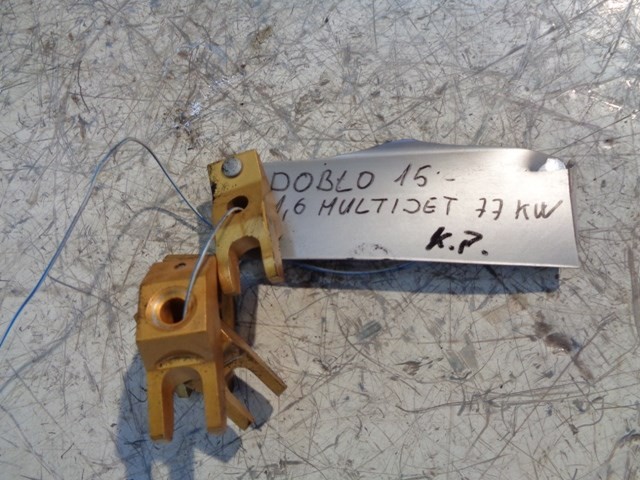 DOBLO 15.-
1,6 MULTIJET 77 KW
K.P.